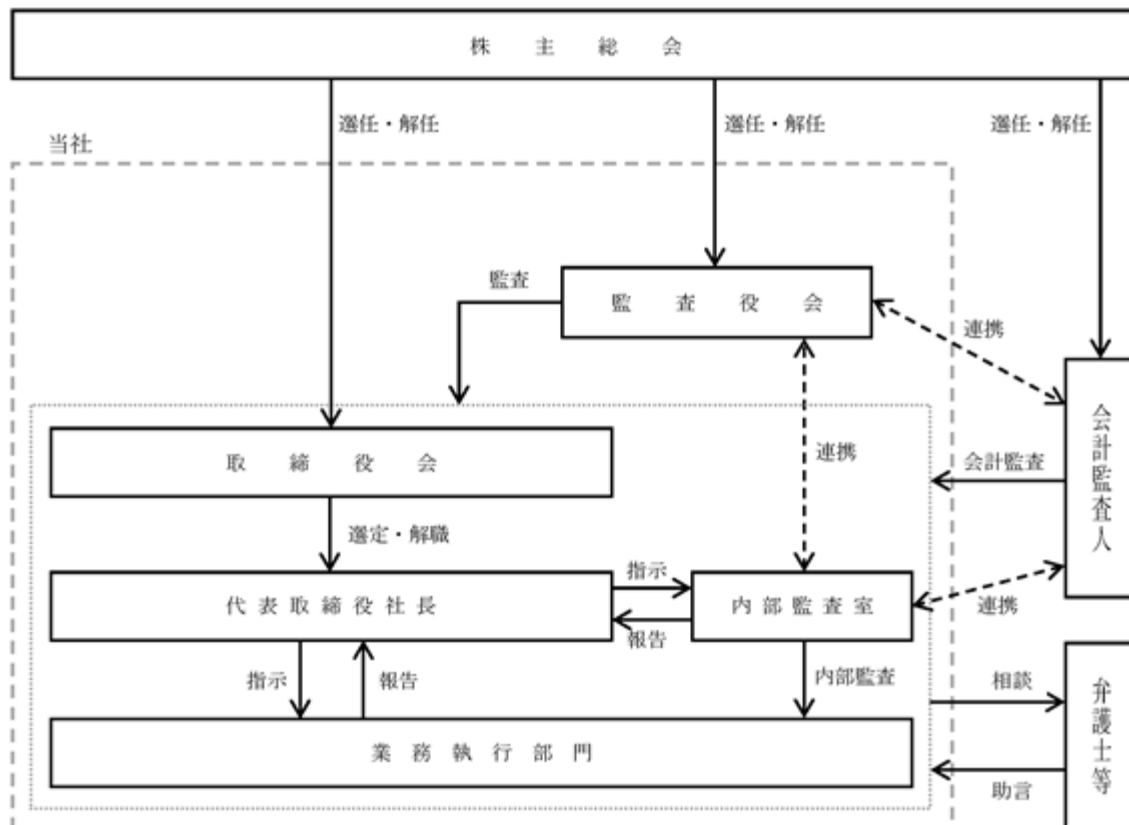 株主総会
選任・解任
選任・解任
選任・解任
当社
監査
監査役会
連携
会計監査人
取締役会
連携
会計監査
選定・解職
代表取締役社長
指示
報告
内部監査室
連携
指示
報告
内部監査
相談
弁護士等
業務執行部門
助言